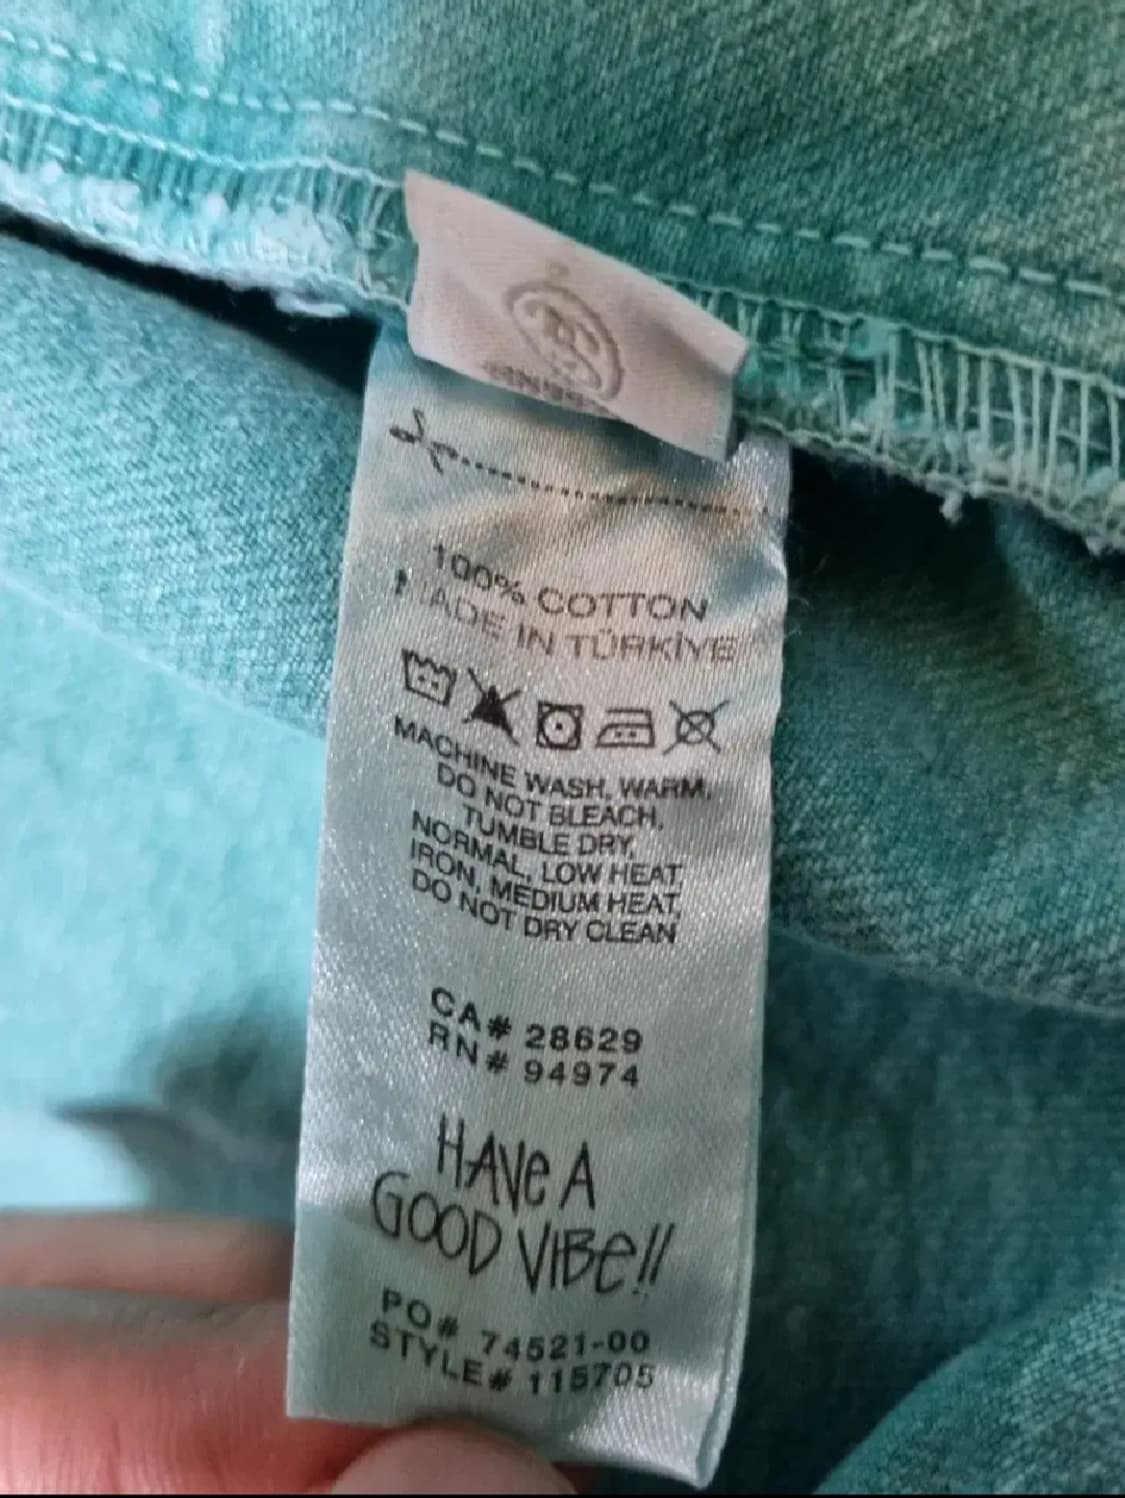 100% COTTON
MADE IN TÜRKİYE
MACHINE WASH, WARM,
DO NOT BLEACH,
TUMBLE DRY,
NORMAL, LOW HEAT
IRON, MEDIUM HEAT,
DO NOT DRY CLEAN
CA# 28629
RN# 94974
HAVE A
GOOD VIBE!!
PO# 74521-00
STYLE# 115705